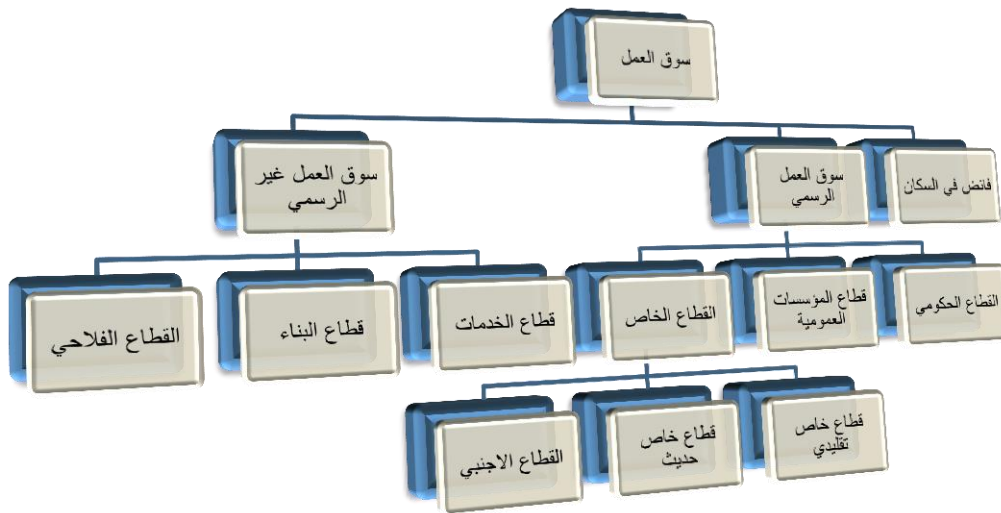 سوق العمل
فائض في السكان
سوق العمل
الرسمي
سوق العمل غير
الرسمي
القطاع الحكومي
قطاع المؤسسات
العمومية
القطاع الخاص
قطاع الخدمات
قطاع البناء
القطاع الفلاحي
قطاع خاص
تقليدي
قطاع خاص
حديث
القطاع الاجنبي